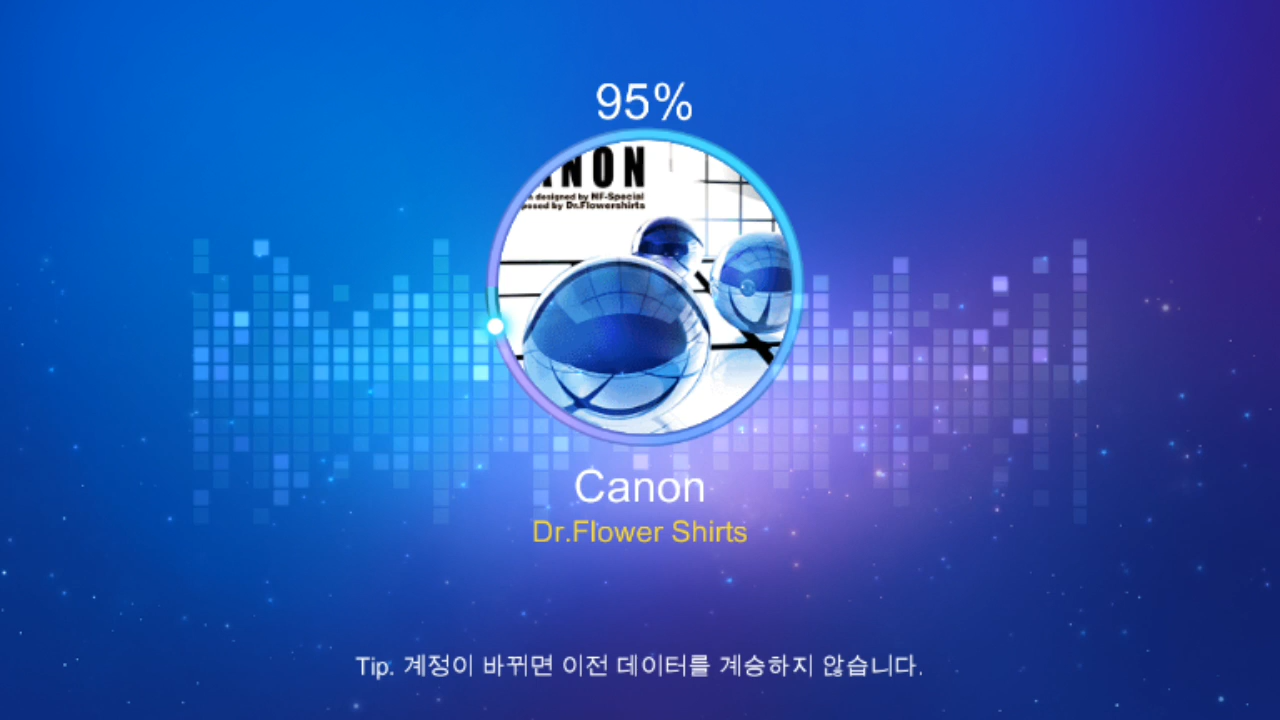 95%
NON
designed by NF-Special
posed by Dr.Flowershirts
Canon
Dr.Flower Shirts
Tip. 계정이 바뀌면 이전 데이터를 계승하지 않습니다.